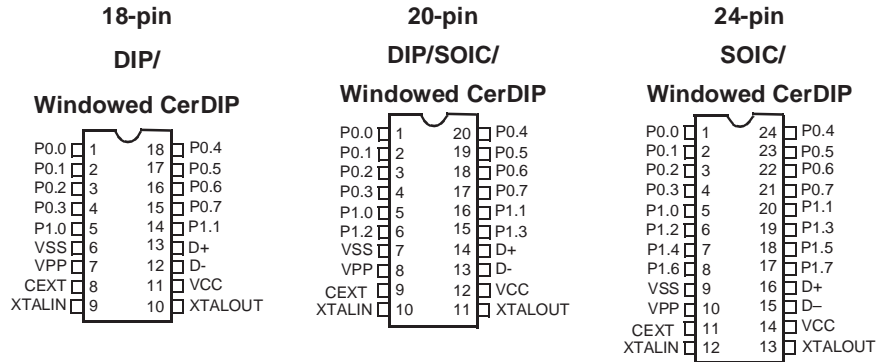 18-pin
DIP/
Windowed CerDIP
P0.0 1 18 P0.4
P0.1 2 17 P0.5
P0.2 3 16 P0.6
P0.3 4 15 P0.7
P1.0 5 14 P1.1
VSS 6 13 D+
VPP 7 12 D-
CEXT 8 11 VCC
XTALIN 9 10 XTALOUT
20-pin
DIP/SOIC/
Windowed CerDIP
P0.0 1 20 P0.4
P0.1 2 19 P0.5
P0.2 3 18 P0.6
P0.3 4 17 P0.7
P1.0 5 16 P1.1
P1.2 6 15 P1.3
VSS 7 14 D+
VPP 8 13 D-
CEXT 9 12 VCC
XTALIN 10 11 XTALOUT
24-pin
SOIC/
Windowed CerDIP
P0.0 1 24 P0.4
P0.1 2 23 P0.5
P0.2 3 22 P0.6
P0.3 4 21 P0.7
P1.0 5 20 P1.1
P1.2 6 19 P1.3
P1.4 7 18 P1.5
P1.6 8 17 P1.7
VSS 9 16 D+
VPP 10 15 D–
CEXT 11 14 VCC
XTALIN 12 13 XTALOUT